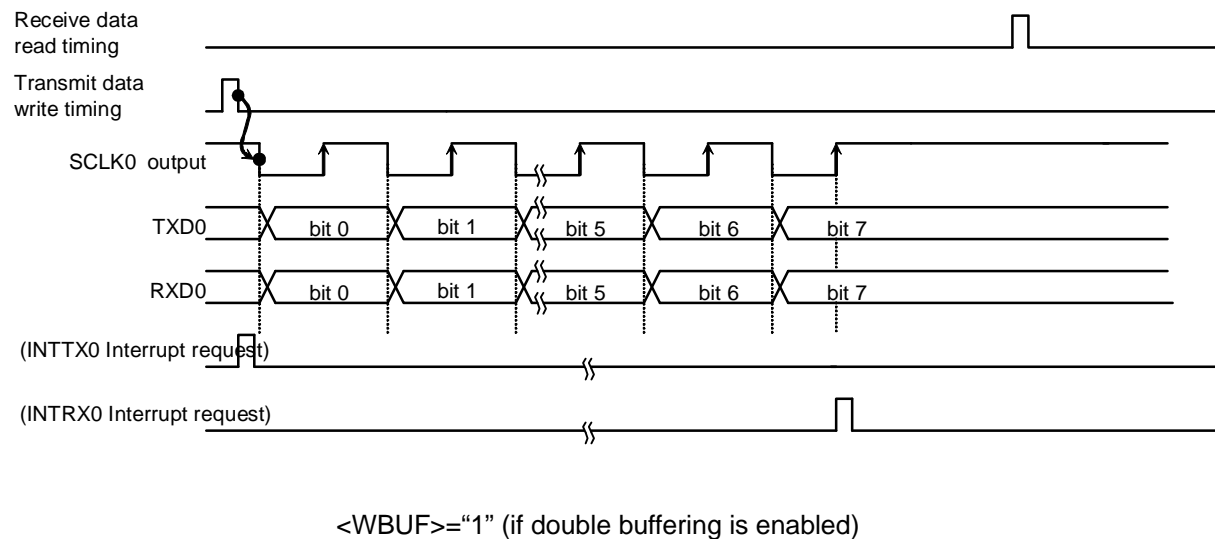 Receive data
read timing
Transmit data
write timing
SCLK0 output
TXD0 bit 0 bit 1 bit 5 bit 6 bit 7
RXD0 bit 0 bit 1 bit 5 bit 6 bit 7
(INTTX0 Interrupt request)
(INTRX0 Interrupt request)
<WBUF>=“1” (if double buffering is enabled)